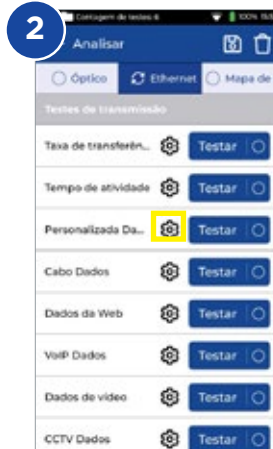 2
Contagem de testes: 6 100%
Analisar
Óptico Ethernet Mapa de
Testes de transmissão
Taxa de transferên... Testar
Tempo de atividade Testar
Personalizada Da... Testar
Cabo Dados Testar
Dados da Web Testar
VoIP Dados Testar
Dados de vídeo Testar
CCTV Dados Testar